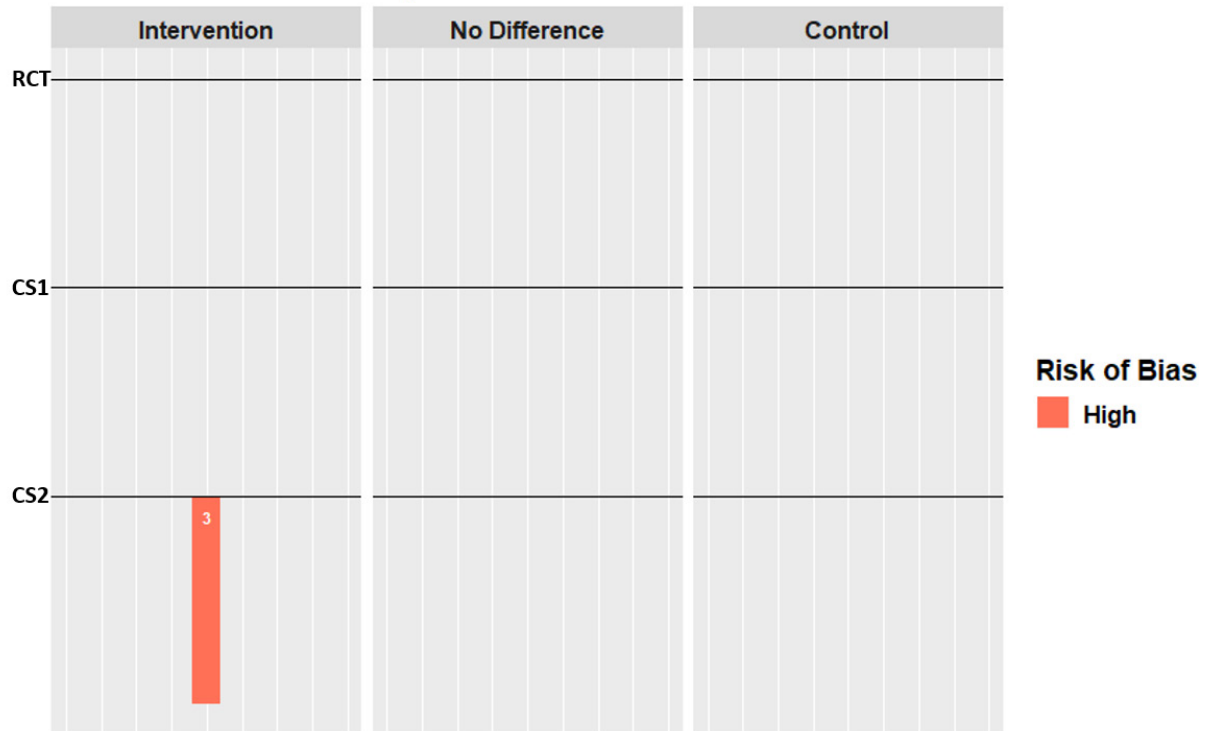 Intervention
No Difference
Control
RCT
CS1
CS2
3
Risk of Bias
High